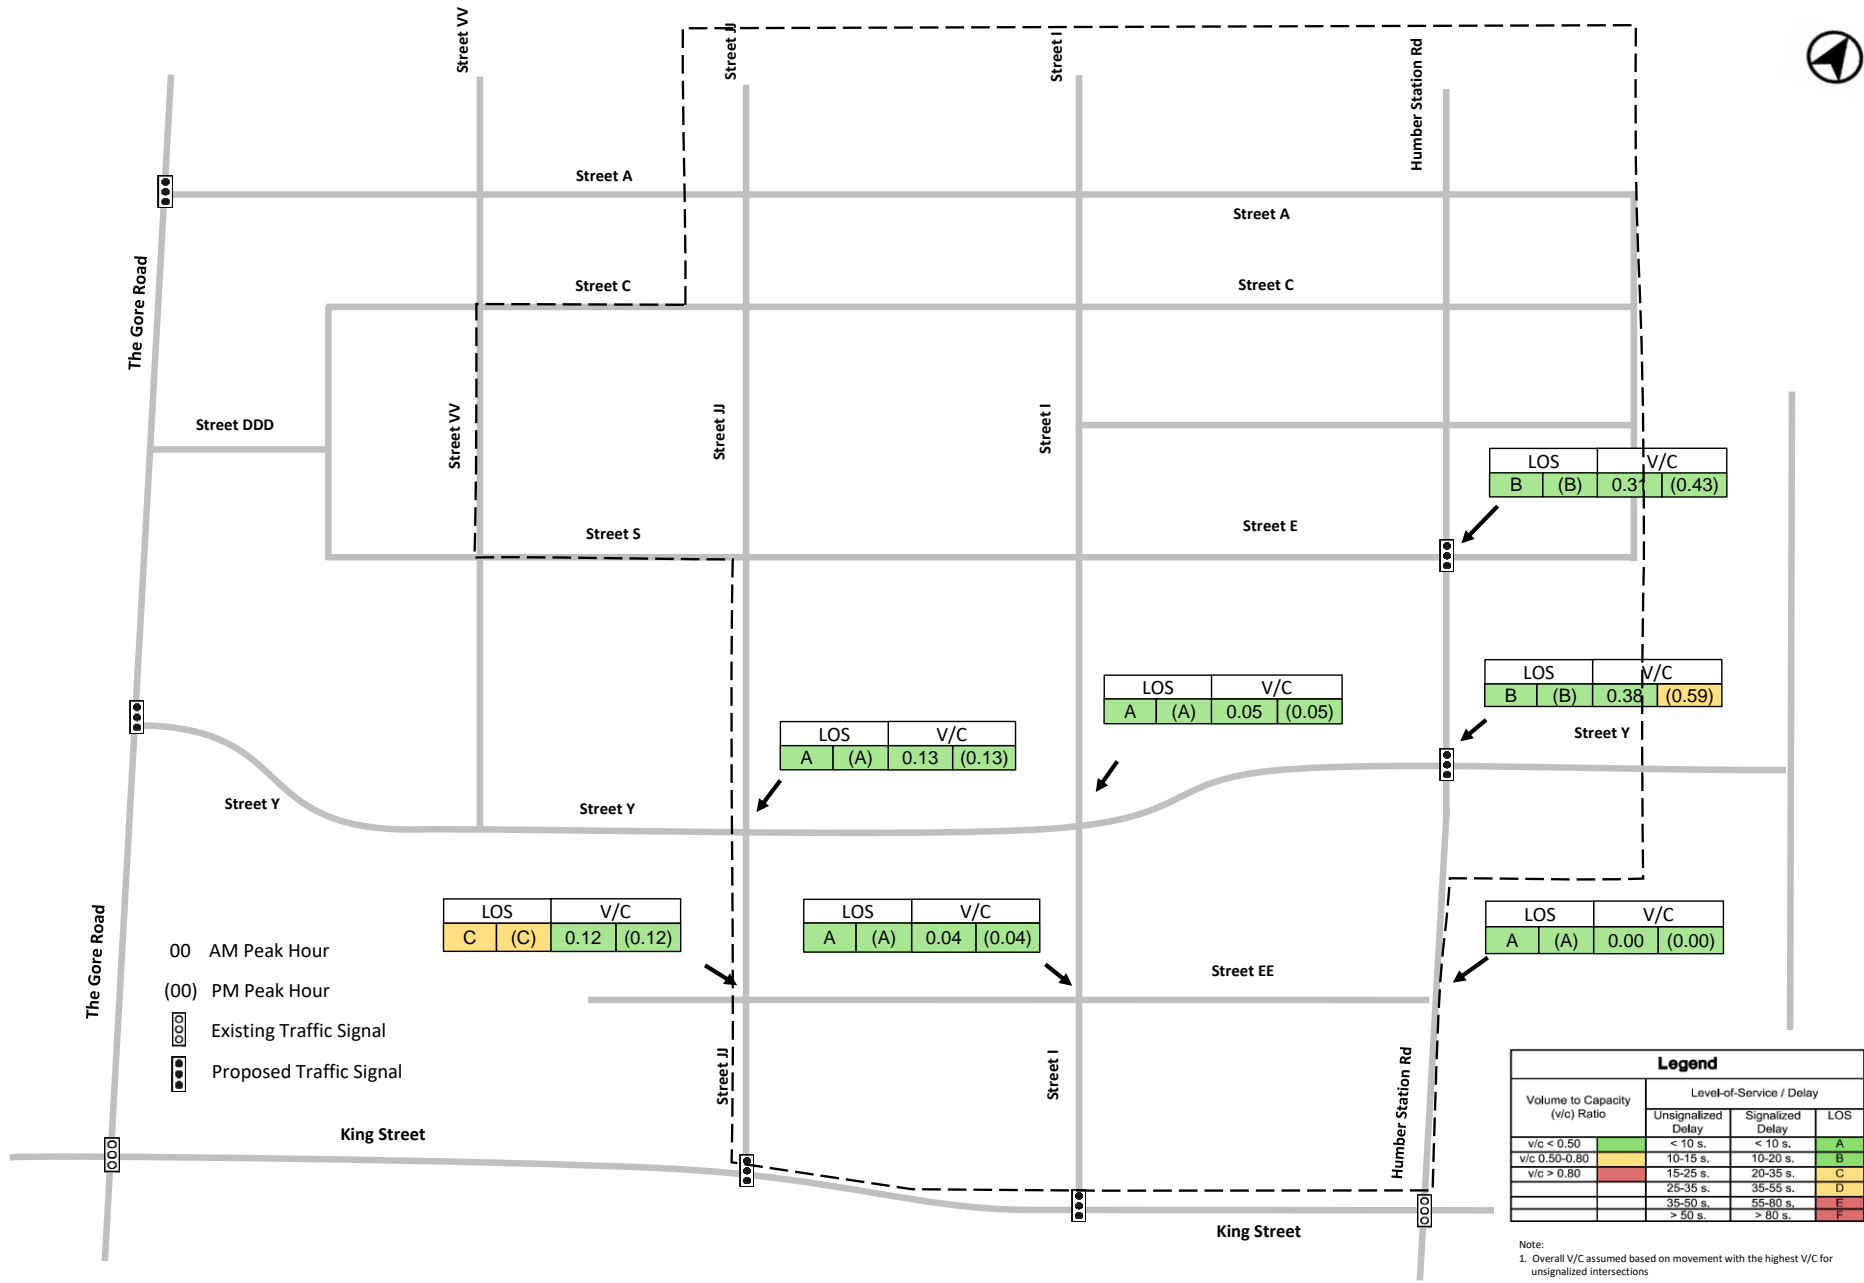 Street VV
Street JJ
Street I
Humber Station Rd
Street A
Street A
The Gore Road
Street C
Street C
Street DDD
Street VV
Street JJ
Street I
LOS V/C
B (B) 0.31 (0.43)
Street S
Street E
LOS V/C
B (B) 0.38 (0.59)
LOS V/C
A (A) 0.05 (0.05)
LOS V/C
A (A) 0.13 (0.13)
Street Y
Street Y
Street Y
LOS V/C
C (C) 0.12 (0.12)
LOS V/C
A (A) 0.04 (0.04)
LOS V/C
A (A) 0.00 (0.00)
The Gore Road
00 AM Peak Hour
(00) PM Peak Hour
Existing Traffic Signal
Proposed Traffic Signal
Street EE
Street JJ
Street I
Humber Station Rd
King Street
King Street
Legend
Volume to Capacity
(v/c) Ratio
Level-of-Service / Delay
Unsignalized
Delay
Signalized
Delay
LOS
v/c < 0.50 < 10 s. < 10 s. A
v/c 0.50-0.80 10-15 s. 10-20 s. B
v/c > 0.80 15-25 s. 20-35 s. C
25-35 s. 35-55 s. D
35-50 s. 55-80 s. E
> 50 s. > 80 s. F
Note:
1. Overall V/C assumed based on movement with the highest V/C for
unsignalized intersections